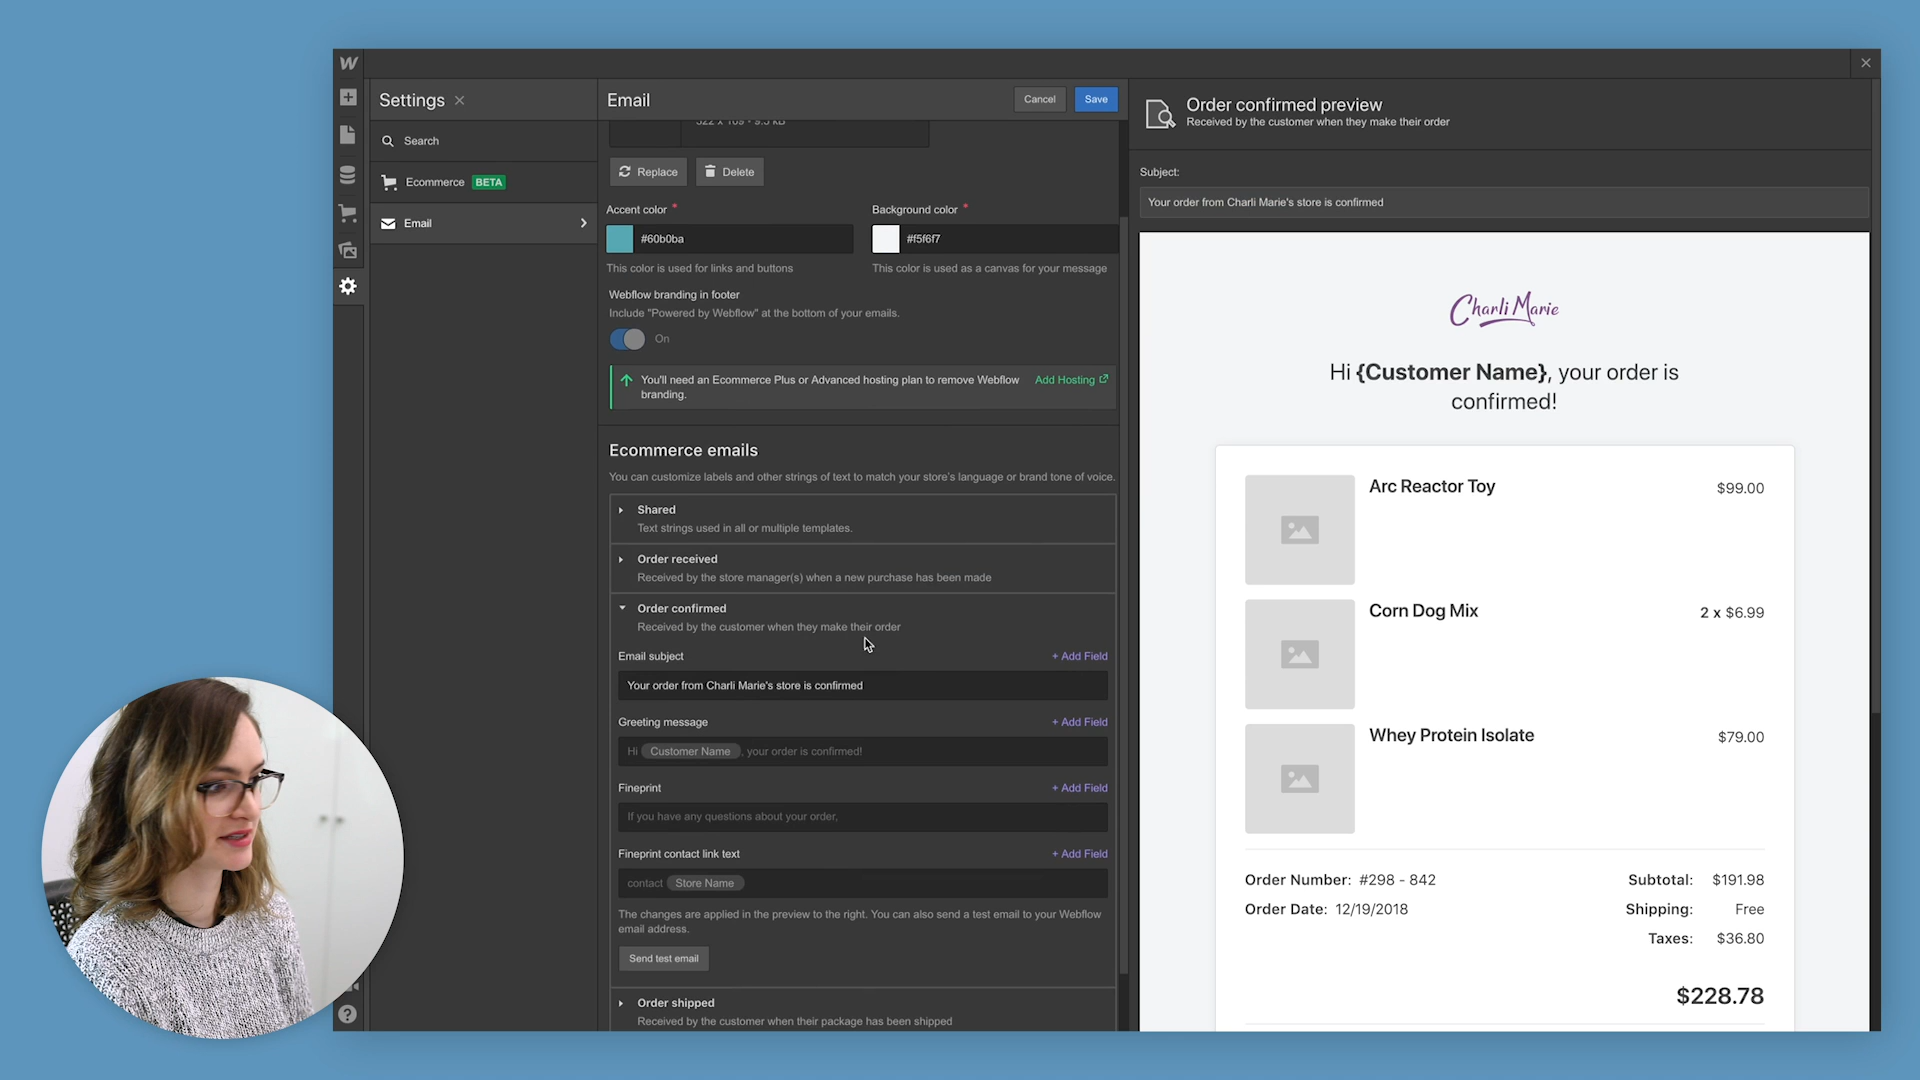 W
Settings
Search
Ecommerce BETA
Email
Email
Cancel
Save
Replace
Delete
Accent color *
#60b0ba
This color is used for links and buttons
Background color *
#f5f6f7
This color is used as a canvas for your message
Webflow branding in footer
Include "Powered by Webflow" at the bottom of your emails.
On
You'll need an Ecommerce Plus or Advanced hosting plan to remove Webflow
branding.
Add Hosting
Ecommerce emails
You can customize labels and other strings of text to match your store's language or brand tone of voice.
Shared
Text strings used in all or multiple templates.
Order received
Received by the store manager(s) when a new purchase has been made
Order confirmed
Received by the customer when they make their order
Email subject
+ Add Field
Your order from Charli Marie's store is confirmed
Greeting message
+ Add Field
Hi Customer Name , your order is confirmed!
Fineprint
+ Add Field
If you have any questions about your order,
Fineprint contact link text
+ Add Field
contact Store Name
The changes are applied in the preview to the right. You can also send a test email to your Webflow
email address.
Send test email
Order shipped
Received by the customer when their package has been shipped
Order confirmed preview
Received by the customer when they make their order
Subject:
Your order from Charli Marie's store is confirmed
Charli Marie
Hi {Customer Name}, your order is
confirmed!
Arc Reactor Toy
$99.00
Corn Dog Mix
2 x $6.99
Whey Protein Isolate
$79.00
Order Number: #298 - 842
Order Date: 12/19/2018
Subtotal: $191.98
Shipping: Free
Taxes: $36.80
$228.78